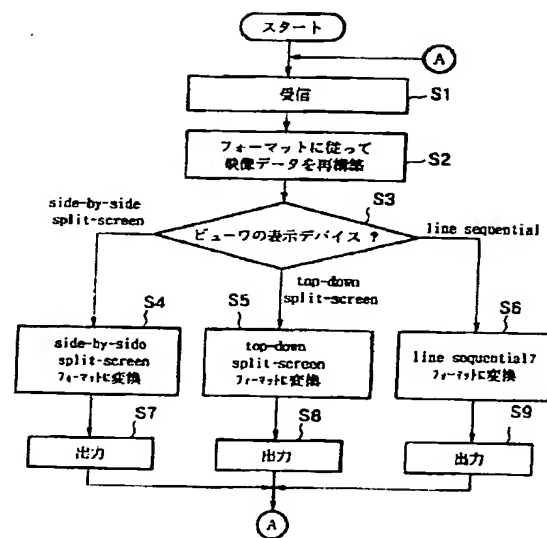 スタート
A
受信
S1
フォーマットに従って
映像データを再構築
S2
S3
side-by-side
split-screen
ビューワの表示デバイス ?
line sequential
top-down
split-screen
S4
side-by-sido
split-screen
フォーマットに変換
S5
top-down
split-screen
フォーマットに変換
S6
line sequential7
フォーマットに変換
S7
出力
S8
出力
S9
出力
A